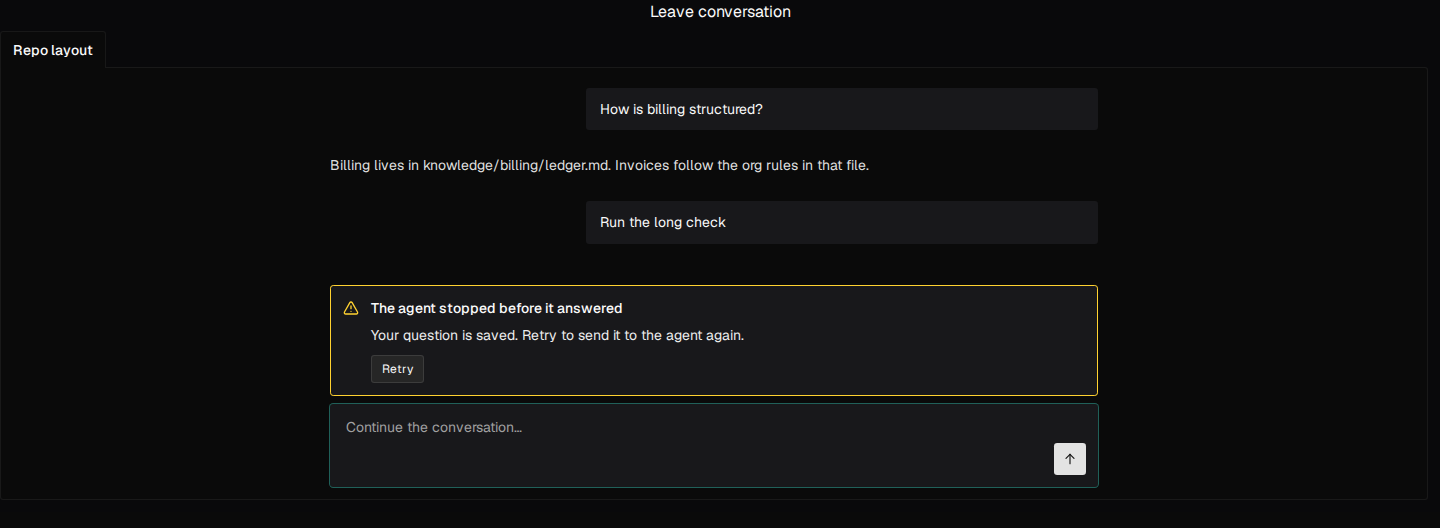 Leave conversation
Repo layout
How is billing structured?
Billing lives in knowledge/billing/ledger.md. Invoices follow the org rules in that file.
Run the long check
The agent stopped before it answered
Your question is saved. Retry to send it to the agent again.
Retry
Continue the conversation…